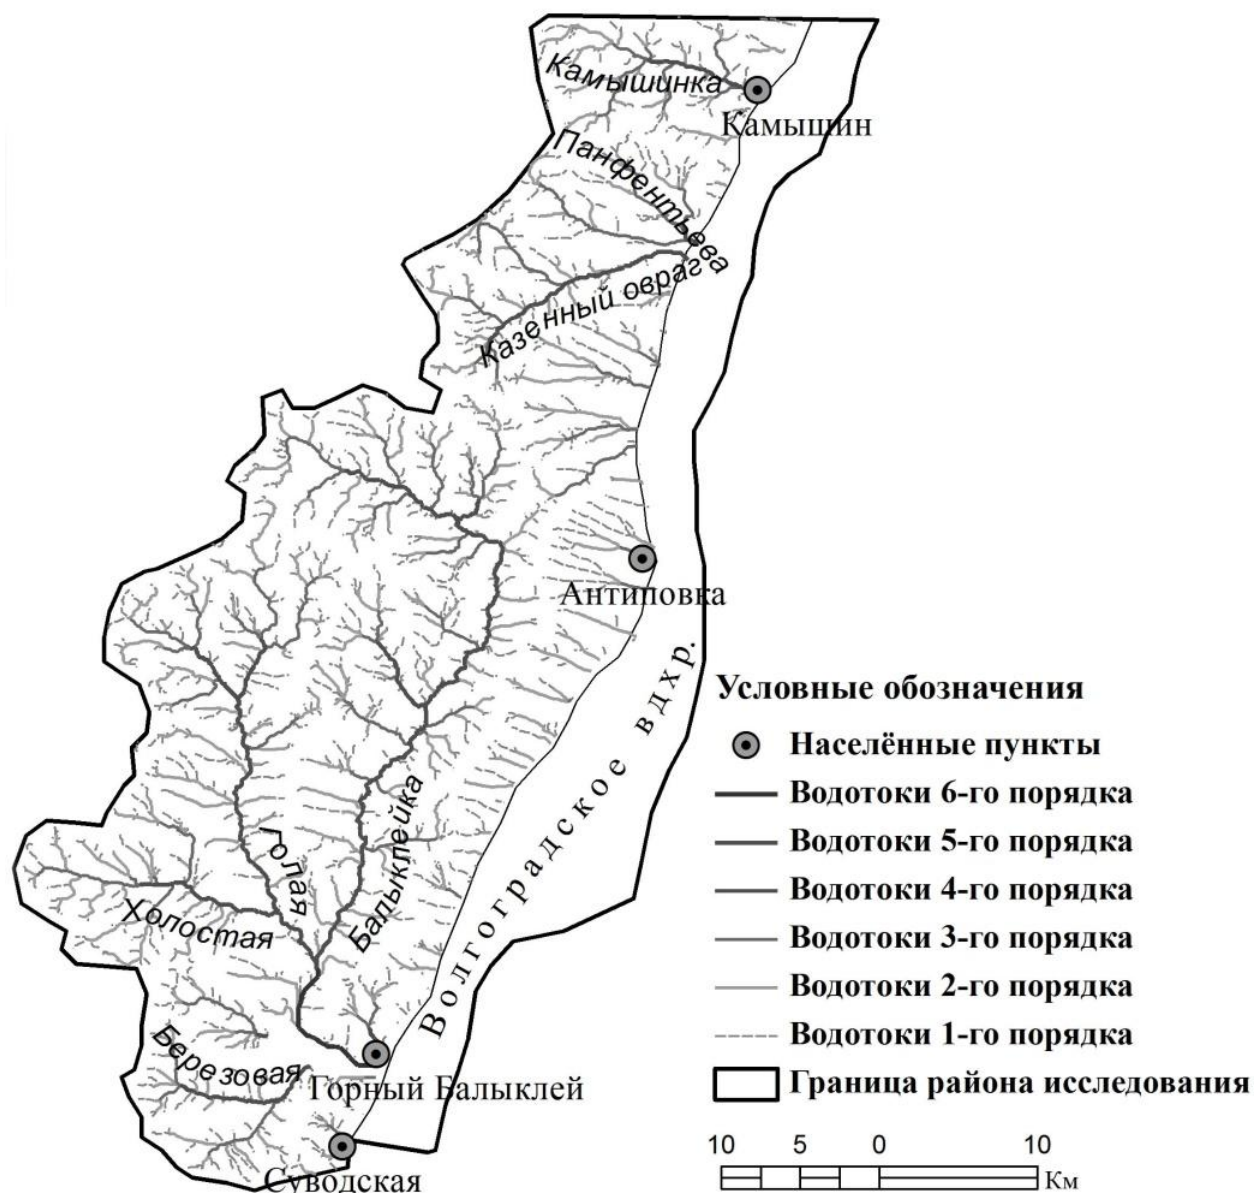 Камышинка
Камышин
Панфентьева
Казенный овраг
Антиповка
Волгоградское вдхр.
Балыклейка
Голая
Холостая
Березовая
Горный Балыклей
Суводская
Условные обозначения
Населённые пункты
Водотоки 6-го порядка
Водотоки 5-го порядка
Водотоки 4-го порядка
Водотоки 3-го порядка
Водотоки 2-го порядка
Водотоки 1-го порядка
Граница района исследования
10 5 0 10
Км